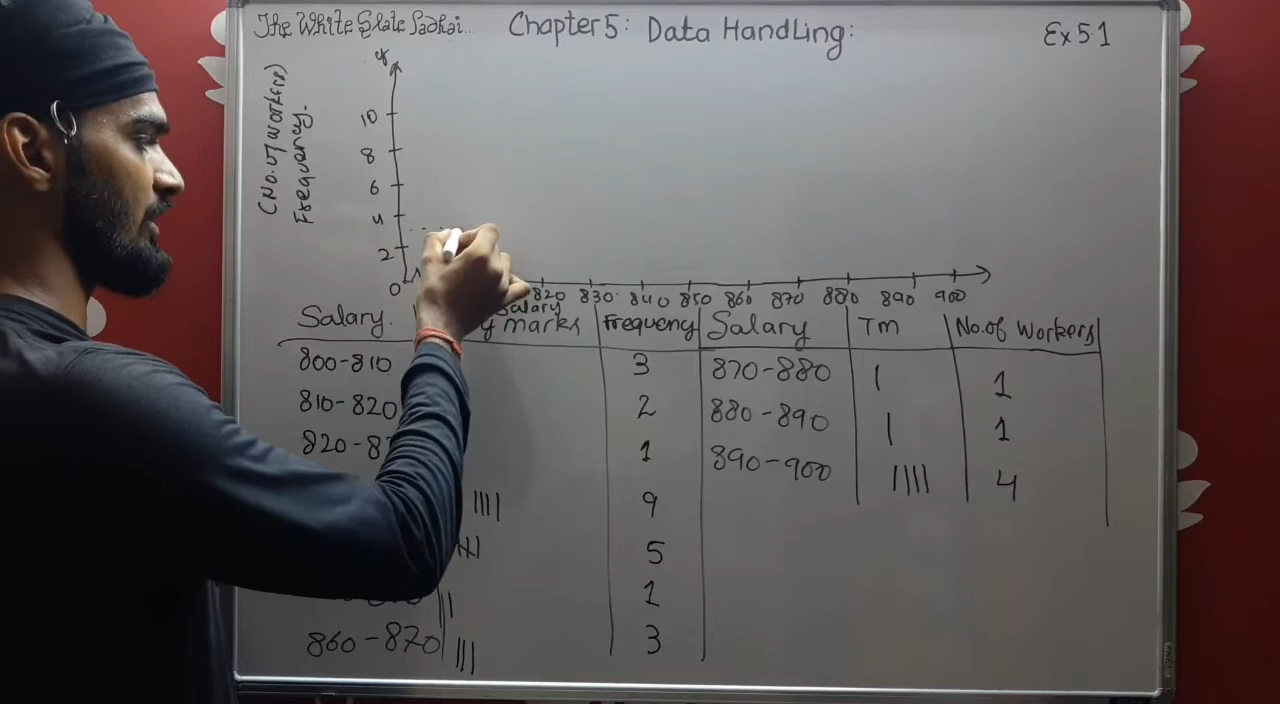 The White Slate Padhai..
Chapter 5: Data Handling:
Ex 5.1
(No. of workers)
Frequency.
y
10
8
6
4
2
0
820 830 840 850 860 870 880 890 900
Salary
Salary. marks Frequency Salary Tm No. of workers
800-810 3 870-880 | 1
810-820 2 880-890 | 1
820-8 1 890-900 |||| 4
|||| 9
5
1
860-870 ||| 3